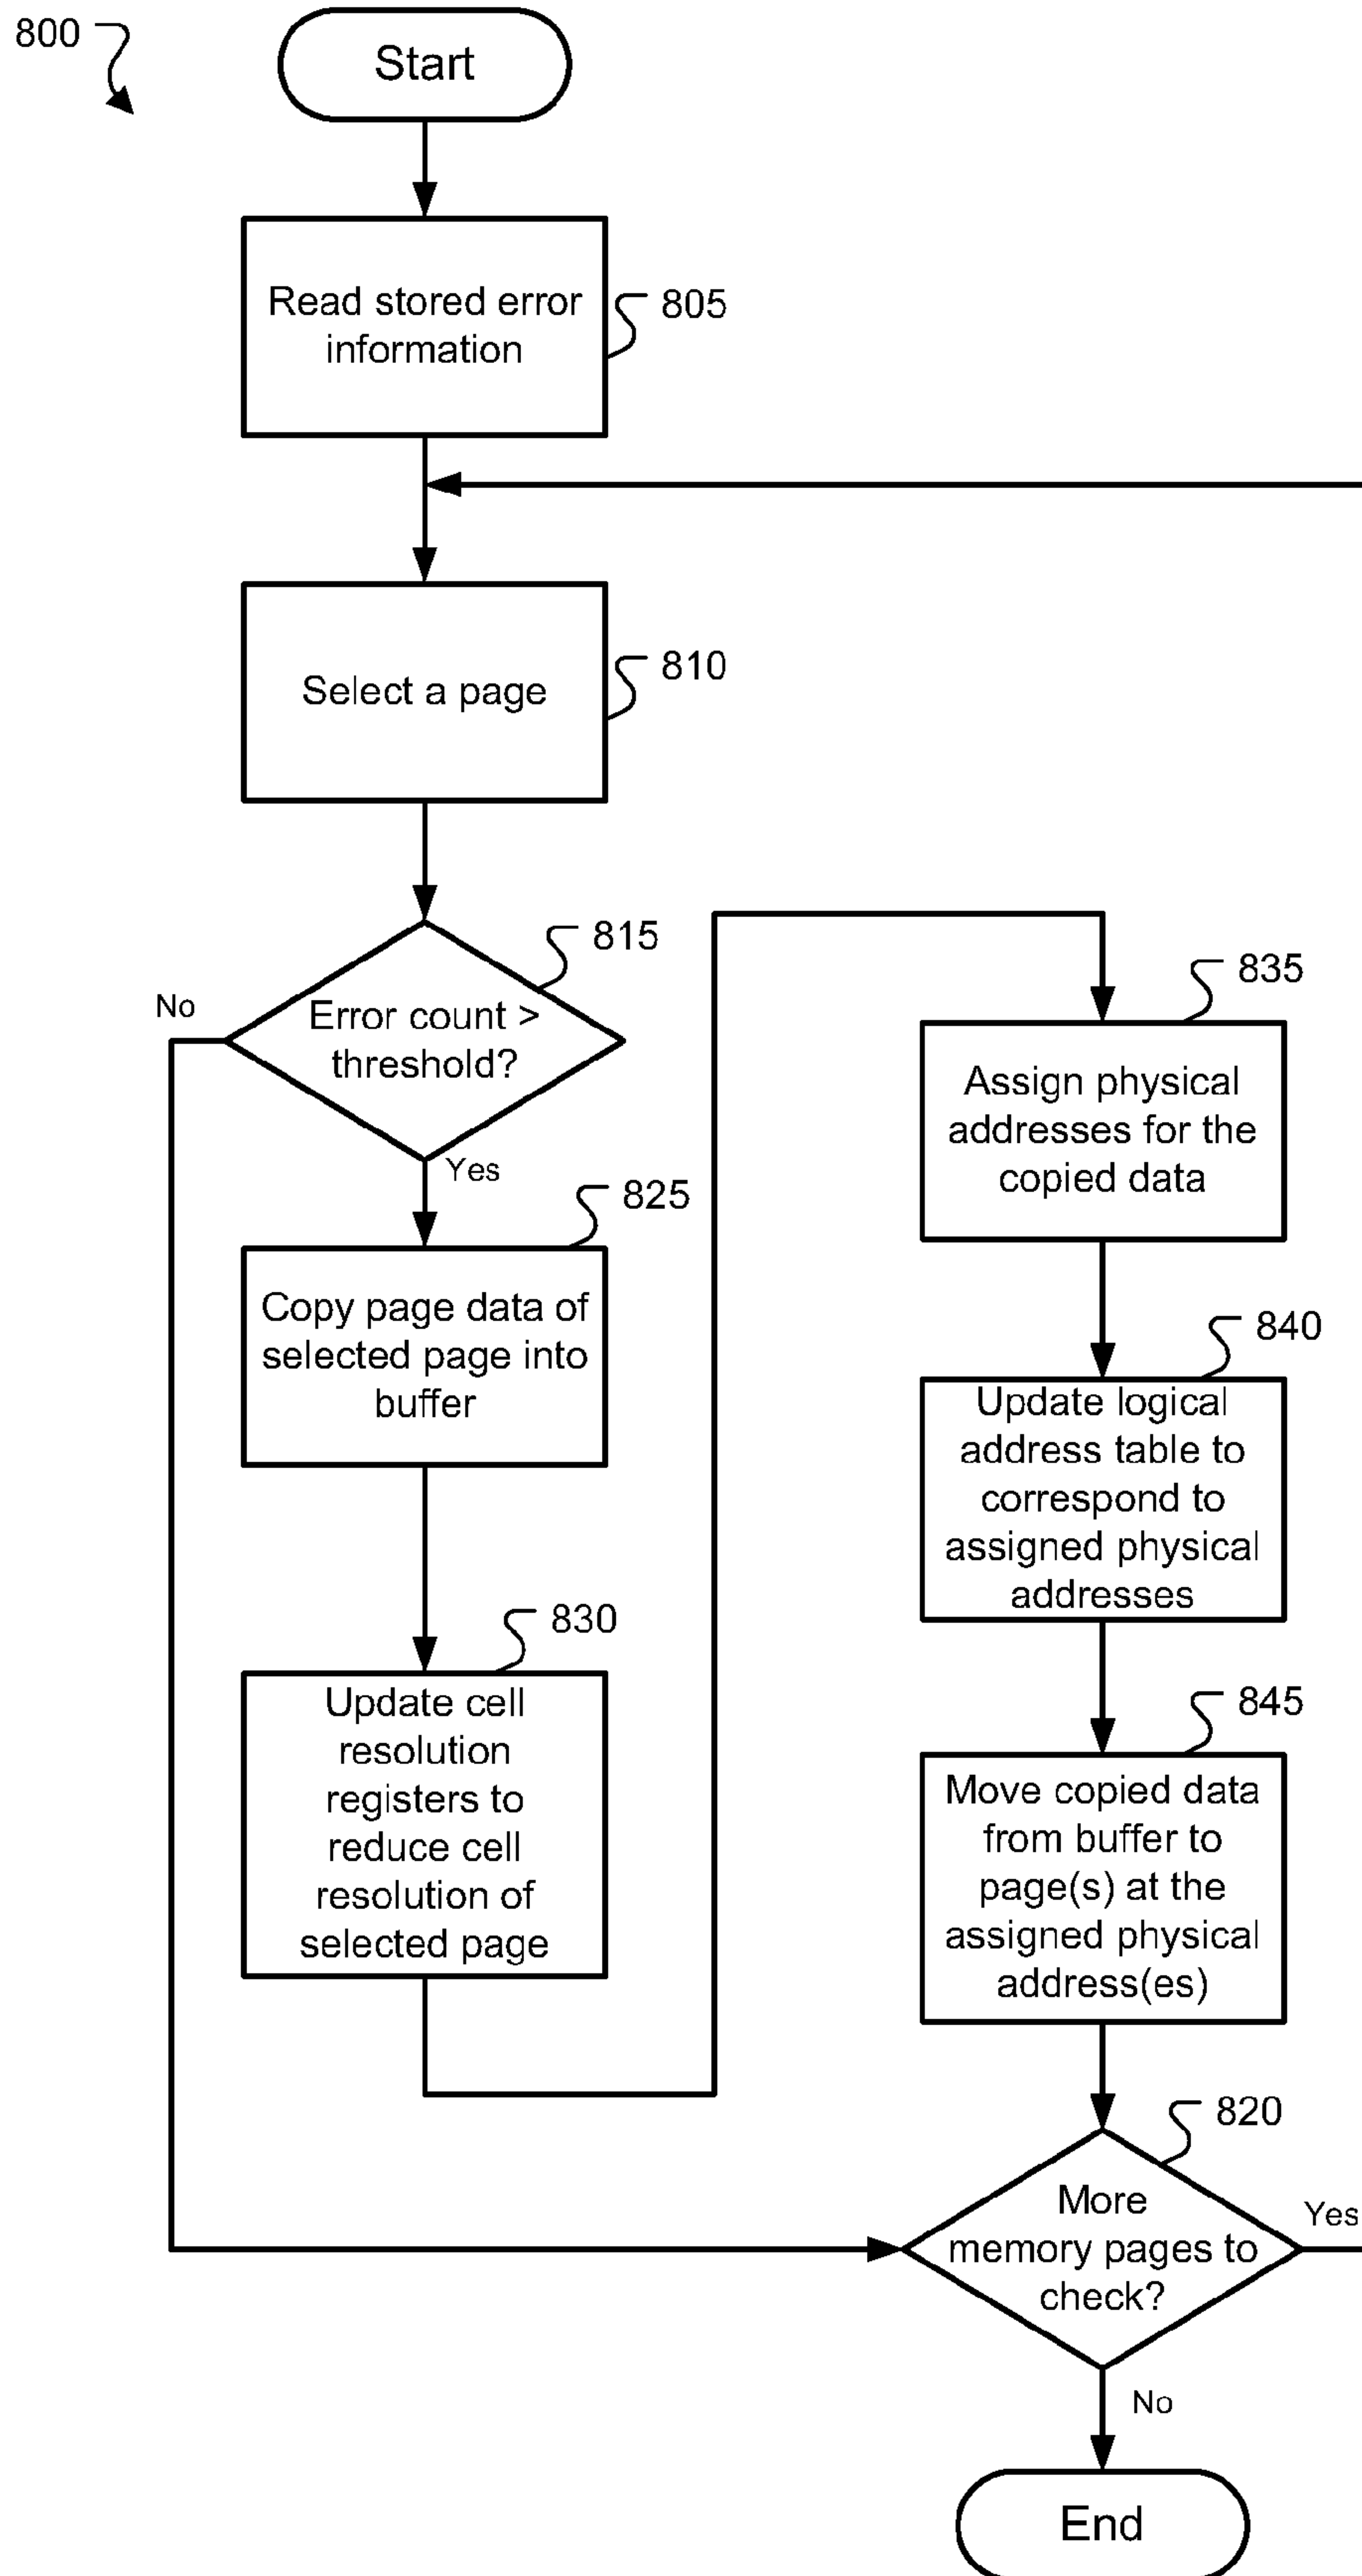 800
Start
Read stored error
information
805
Select a page
810
815
No
Error count >
threshold?
Yes
825
Copy page data of
selected page into
buffer
830
Update cell
resolution
registers to
reduce cell
resolution of
selected page
835
Assign physical
addresses for the
copied data
840
Update logical
address table to
correspond to
assigned physical
addresses
845
Move copied data
from buffer to
page(s) at the
assigned physical
address(es)
820
More
memory pages to
check?
Yes
No
End